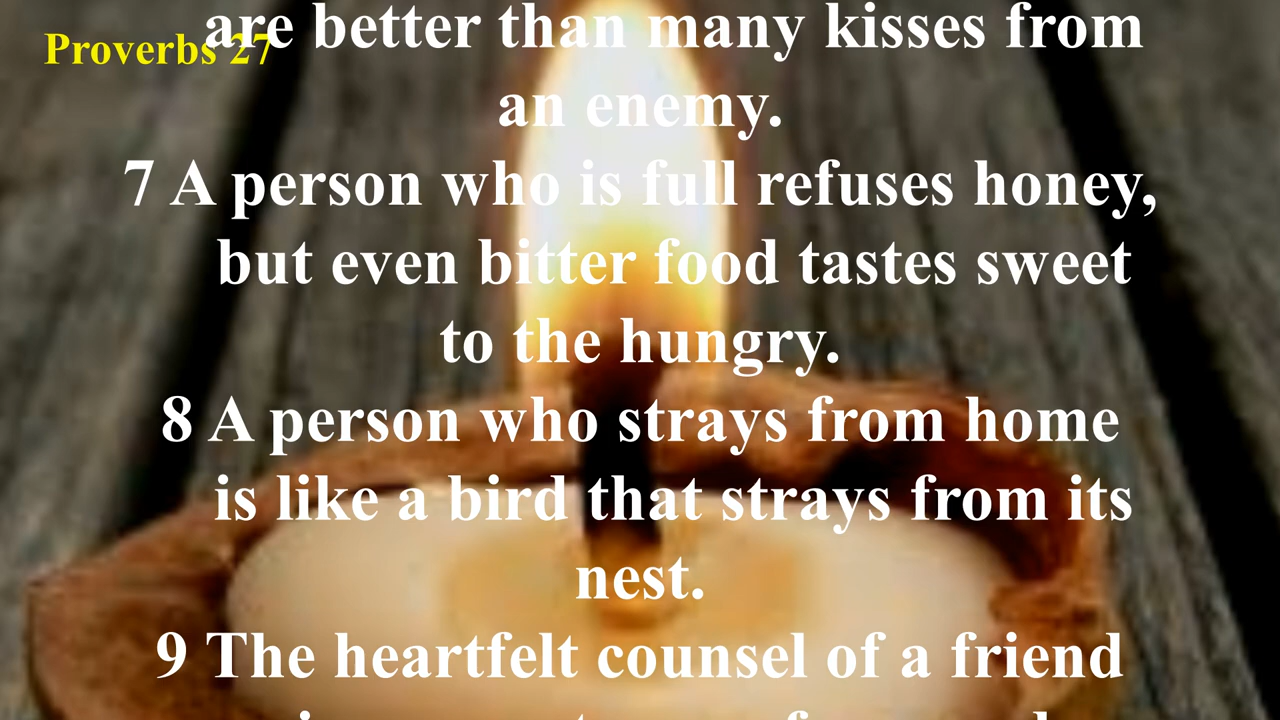 Proverbs 27
are better than many kisses from
an enemy.
7 A person who is full refuses honey,
but even bitter food tastes sweet
to the hungry.
8 A person who strays from home
is like a bird that strays from its
nest.
9 The heartfelt counsel of a friend